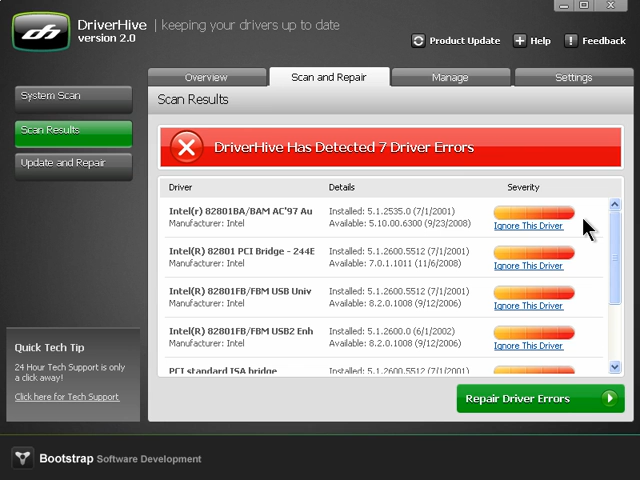 DriverHive | keeping your drivers up to date
version 2.0
Product Update Help Feedback
Overview Scan and Repair Manage Settings
System Scan
Scan Results
Update and Repair
Scan Results
DriverHive Has Detected 7 Driver Errors
Driver Details Severity
Intel(r) 82801BA/BAM AC'97 Au Installed: 5.1.2535.0 (7/1/2001)
Manufacturer: Intel Available: 5.10.00.6300 (9/23/2008) Ignore This Driver
Intel(R) 82801 PCI Bridge - 244E Installed: 5.1.2600.5512 (7/1/2001)
Manufacturer: Intel Available: 7.0.1.1011 (11/6/2008) Ignore This Driver
Intel(R) 82801FB/FBM USB Univ Installed: 5.1.2600.5512 (7/1/2001)
Manufacturer: Intel Available: 8.2.0.1008 (9/12/2006) Ignore This Driver
Intel(R) 82801FB/FBM USB2 Enh Installed: 5.1.2600.0 (6/1/2002)
Manufacturer: Intel Available: 8.2.0.1008 (9/12/2006) Ignore This Driver
PCI standard ISA bridge Installed: 5.1.2600.5512 (7/1/2001)
Quick Tech Tip
24 Hour Tech Support is only
a click away!
Click here for Tech Support
Repair Driver Errors
Bootstrap Software Development